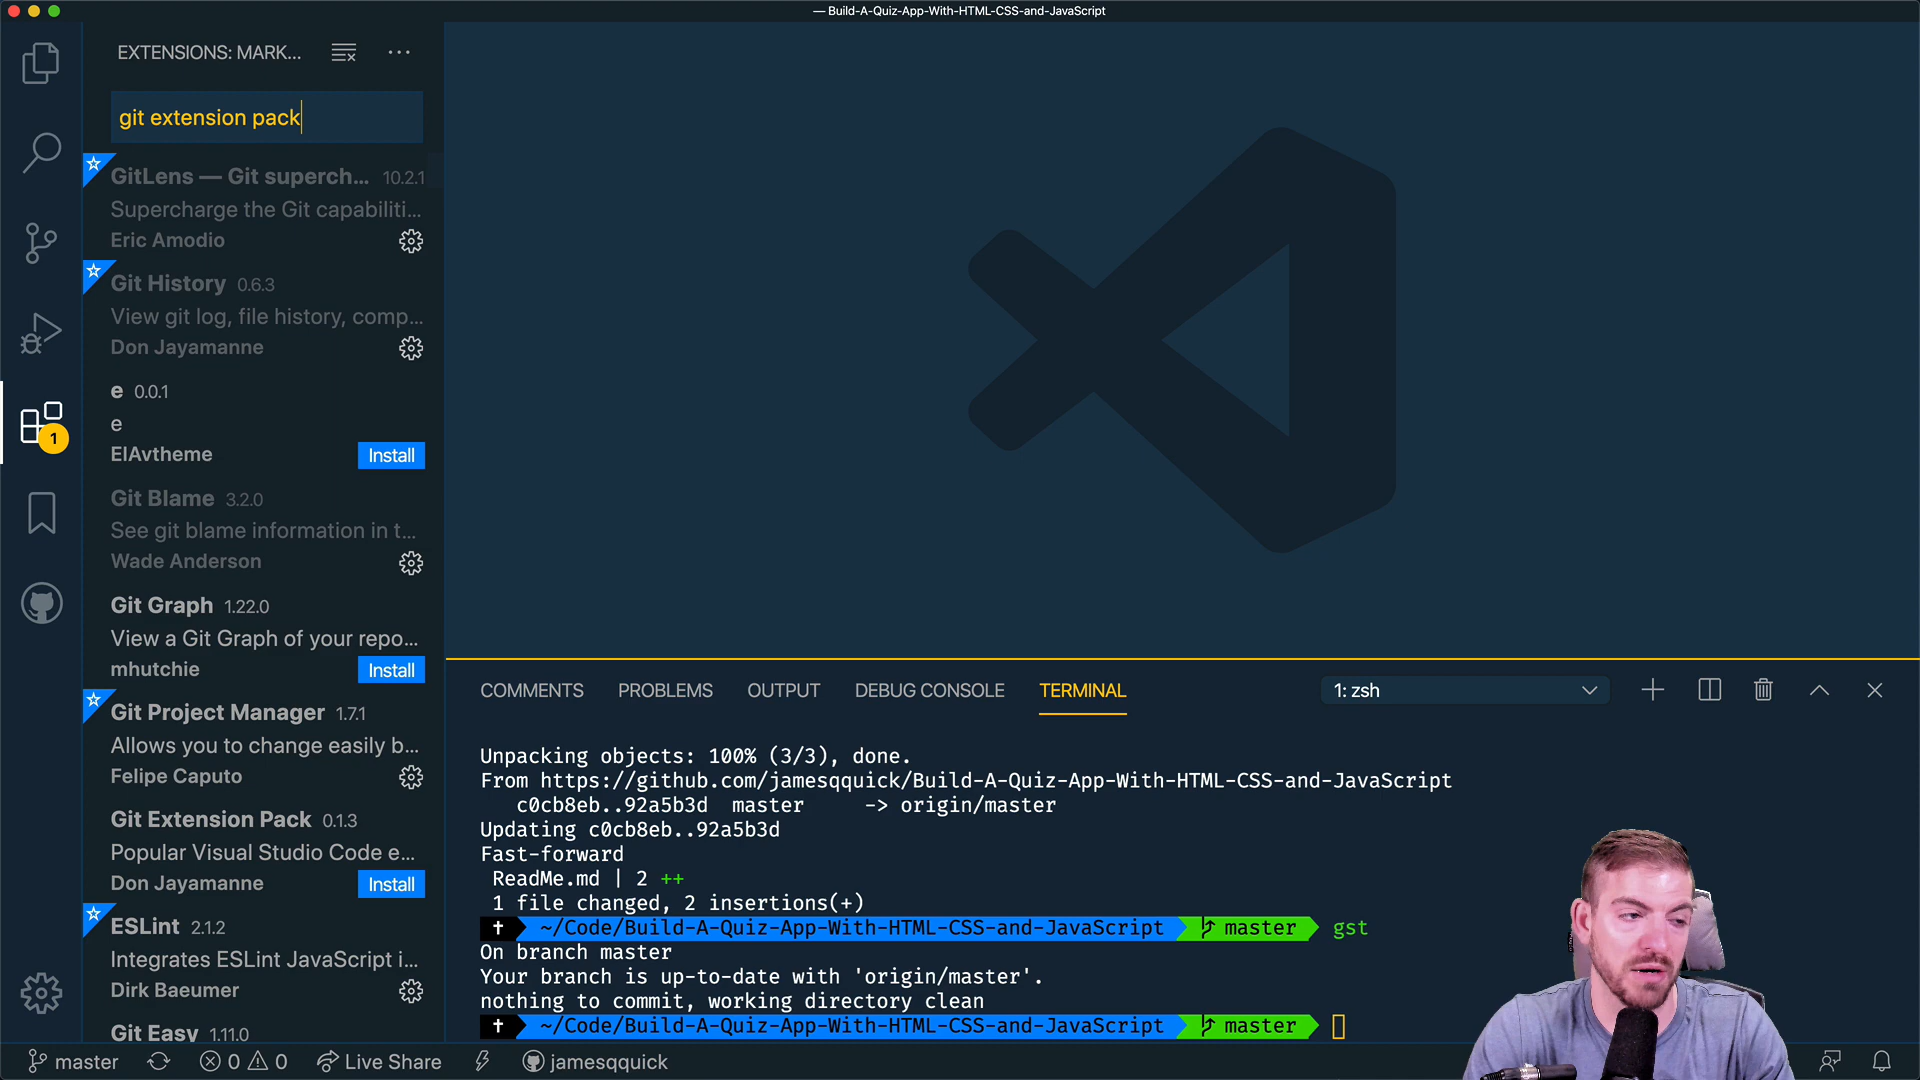 — Build-A-Quiz-App-With-HTML-CSS-and-JavaScript
EXTENSIONS: MARK...
git extension pack
GitLens — Git superch... 10.2.1
Supercharge the Git capabiliti...
Eric Amodio
Git History 0.6.3
View git log, file history, comp...
Don Jayamanne
e 0.0.1
e
ElAvtheme
Install
Git Blame 3.2.0
See git blame information in t...
Wade Anderson
Git Graph 1.22.0
View a Git Graph of your repo...
mhutchie
Install
Git Project Manager 1.7.1
Allows you to change easily b...
Felipe Caputo
Git Extension Pack 0.1.3
Popular Visual Studio Code e...
Don Jayamanne
Install
ESLint 2.1.2
Integrates ESLint JavaScript i...
Dirk Baeumer
Git Easy 1.11.0
1
COMMENTS PROBLEMS OUTPUT DEBUG CONSOLE TERMINAL
1: zsh
Unpacking objects: 100% (3/3), done.
From https://github.com/jamesqquick/Build-A-Quiz-App-With-HTML-CSS-and-JavaScript
c0cb8eb..92a5b3d master -> origin/master
Updating c0cb8eb..92a5b3d
Fast-forward
ReadMe.md | 2 ++
1 file changed, 2 insertions(+)
~/Code/Build-A-Quiz-App-With-HTML-CSS-and-JavaScript master gst
On branch master
Your branch is up-to-date with 'origin/master'.
nothing to commit, working directory clean
~/Code/Build-A-Quiz-App-With-HTML-CSS-and-JavaScript master
master 0 0 Live Share jamesqquick